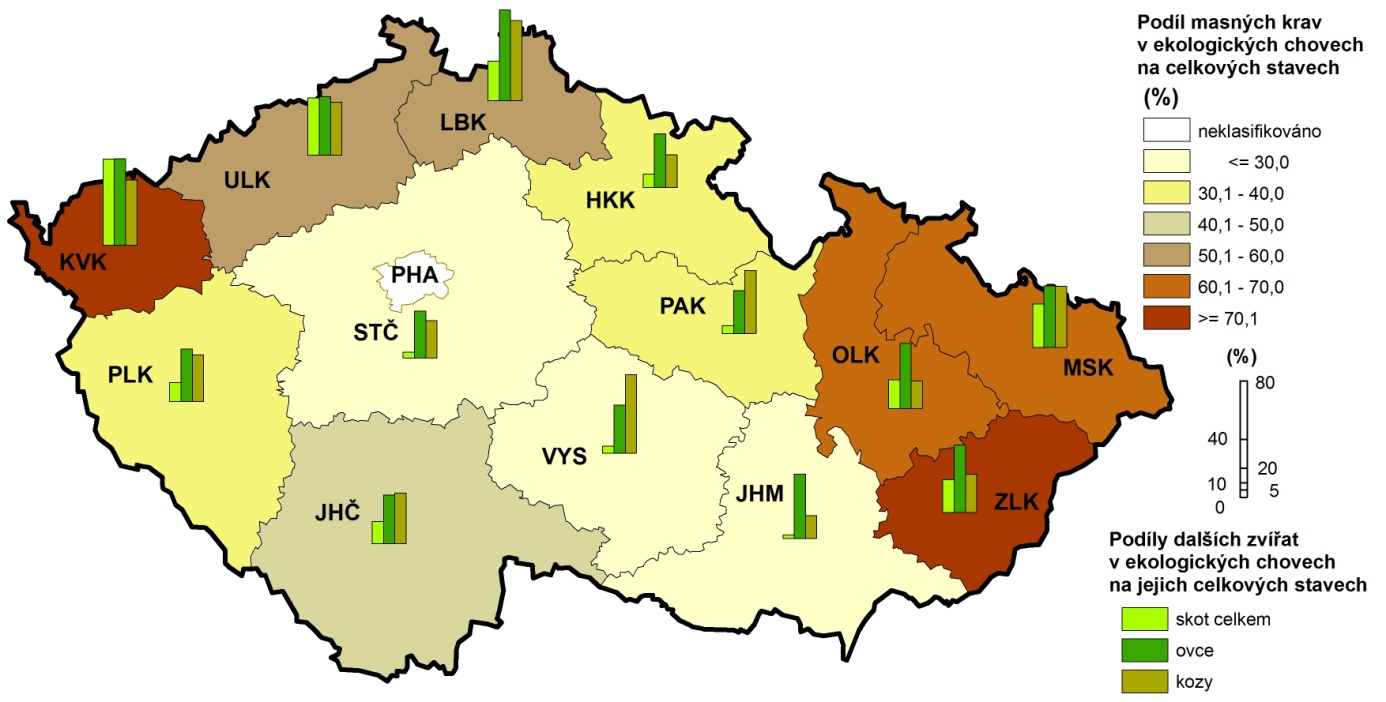 Podíl masných krav
v ekologických chovech
na celkových stavech
(%)
neklasifikováno
<= 30,0
30,1 - 40,0
40,1 - 50,0
50,1 - 60,0
60,1 - 70,0
>= 70,1
LBK
ULK
HKK
KVK
PHA
PAK
STČ
OLK
MSK
PLK
VYS
JHM
ZLK
JHČ
(%)
80
40
20
10
5
0
Podíly dalších zvířat
v ekologických chovech
na jejich celkových stavech
skot celkem
ovce
kozy